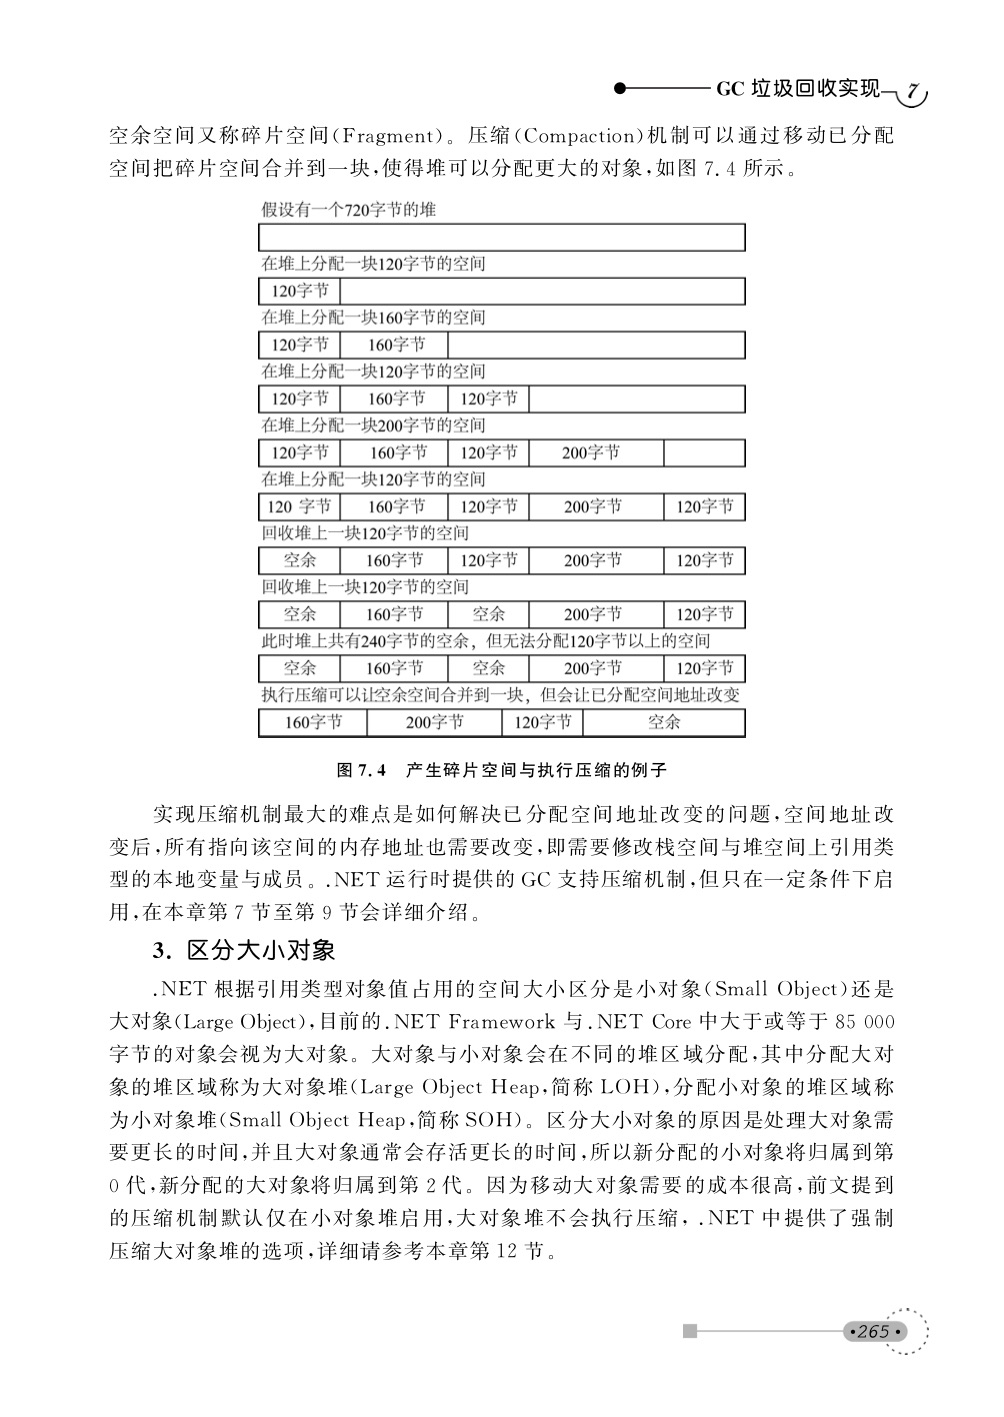 GC 垃圾回收实现 7
空余空间又称碎片空间(Fragment)。压缩(Compaction)机制可以通过移动已分配
空间把碎片空间合并到一块,使得堆可以分配更大的对象,如图 7.4 所示。
假设有一个720字节的堆
在堆上分配一块120字节的空间
120字节
在堆上分配一块160字节的空间
120字节 160字节
在堆上分配一块120字节的空间
120字节 160字节 120字节
在堆上分配一块200字节的空间
120字节 160字节 120字节 200字节
在堆上分配一块120字节的空间
120 字节 160字节 120字节 200字节 120字节
回收堆上一块120字节的空间
空余 160字节 120字节 200字节 120字节
回收堆上一块120字节的空间
空余 160字节 空余 200字节 120字节
此时堆上共有240字节的空余，但无法分配120字节以上的空间
空余 160字节 空余 200字节 120字节
执行压缩可以让空余空间合并到一块，但会让已分配空间地址改变
160字节 200字节 120字节 空余
图 7.4 产生碎片空间与执行压缩的例子
实现压缩机制最大的难点是如何解决已分配空间地址改变的问题,空间地址改
变后,所有指向该空间的内存地址也需要改变,即需要修改栈空间与堆空间上引用类
型的本地变量与成员。.NET 运行时提供的 GC 支持压缩机制,但只在一定条件下启
用,在本章第 7 节至第 9 节会详细介绍。
3. 区分大小对象
.NET 根据引用类型对象值占用的空间大小区分是小对象(Small Object)还是
大对象(Large Object),目前的.NET Framework 与.NET Core 中大于或等于 85 000
字节的对象会视为大对象。大对象与小对象会在不同的堆区域分配,其中分配大对
象的堆区域称为大对象堆(Large Object Heap,简称 LOH),分配小对象的堆区域称
为小对象堆(Small Object Heap,简称 SOH)。区分大小对象的原因是处理大对象需
要更长的时间,并且大对象通常会存活更长的时间,所以新分配的小对象将归属到第
0 代,新分配的大对象将归属到第 2 代。因为移动大对象需要的成本很高,前文提到
的压缩机制默认仅在小对象堆启用,大对象堆不会执行压缩, .NET 中提供了强制
压缩大对象堆的选项,详细请参考本章第 12 节。
·265·